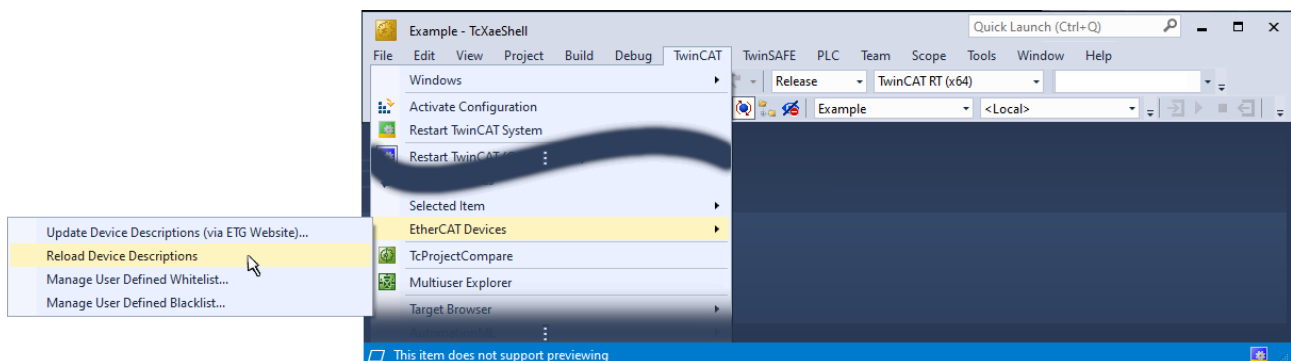 Example - TcXaeShell
Quick Launch (Ctrl+Q)
File Edit View Project Build Debug TwinCAT TwinSAFE PLC Team Scope Tools Window Help
Windows
Release
TwinCAT RT (x64)
Activate Configuration
Example
<Local>
Restart TwinCAT System
Restart TwinCAT
Selected Item
EtherCAT Devices
Update Device Descriptions (via ETG Website)...
Reload Device Descriptions
Manage User Defined Whitelist...
Manage User Defined Blacklist...
TcProjectCompare
Multiuser Explorer
Target Browser
AutomationML
This item does not support previewing